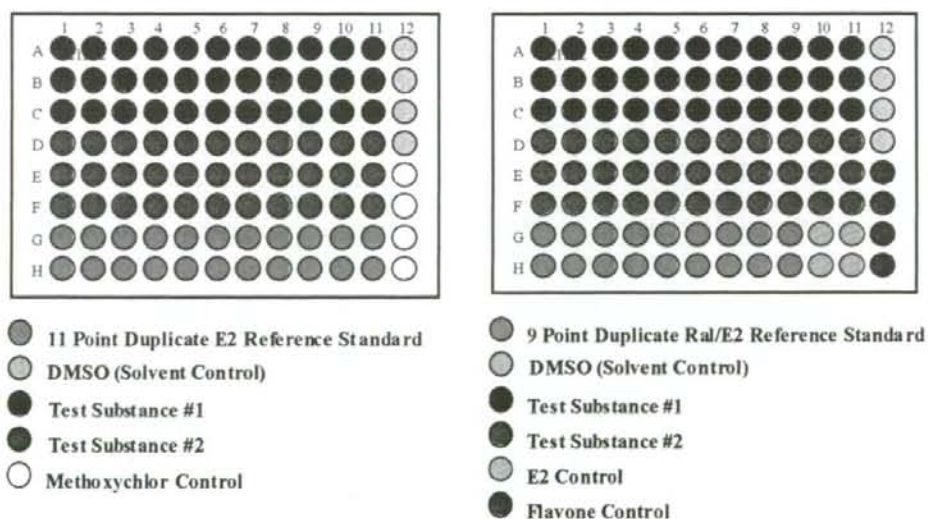 1 2 3 4 5 6 7 8 9 10 11 12
A
B
C
D
E
F
G
H
11 Point Duplicate E2 Reference Standard
DMSO (Solvent Control)
Test Substance #1
Test Substance #2
Methoxychlor Control
1 2 3 4 5 6 7 8 9 10 11 12
A
B
C
D
E
F
G
H
9 Point Duplicate Ral/E2 Reference Standard
DMSO (Solvent Control)
Test Substance #1
Test Substance #2
E2 Control
Flavone Control